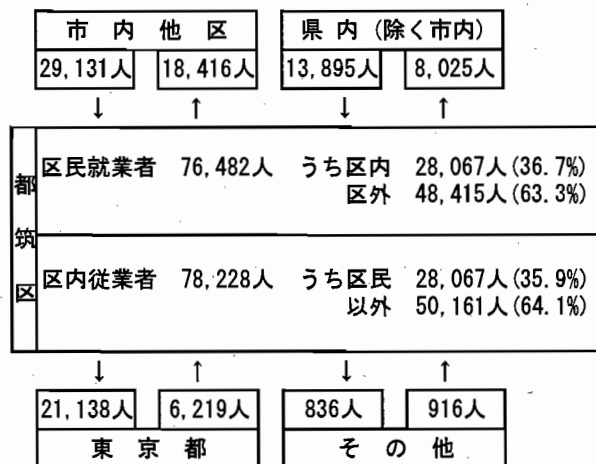 市内他区 県内(除く市内)
29,131人 18,416人 13,895人 8,025人
↓ ↑ ↓ ↑
都筑区
区民就業者 76,482人 うち区内 28,067人(36.7%)
区外 48,415人(63.3%)
区内従業者 78,228人 うち区民 28,067人(35.9%)
以外 50,161人(64.1%)
↓ ↑ ↓ ↑
21,138人 6,219人 836人 916人
東京都 その他